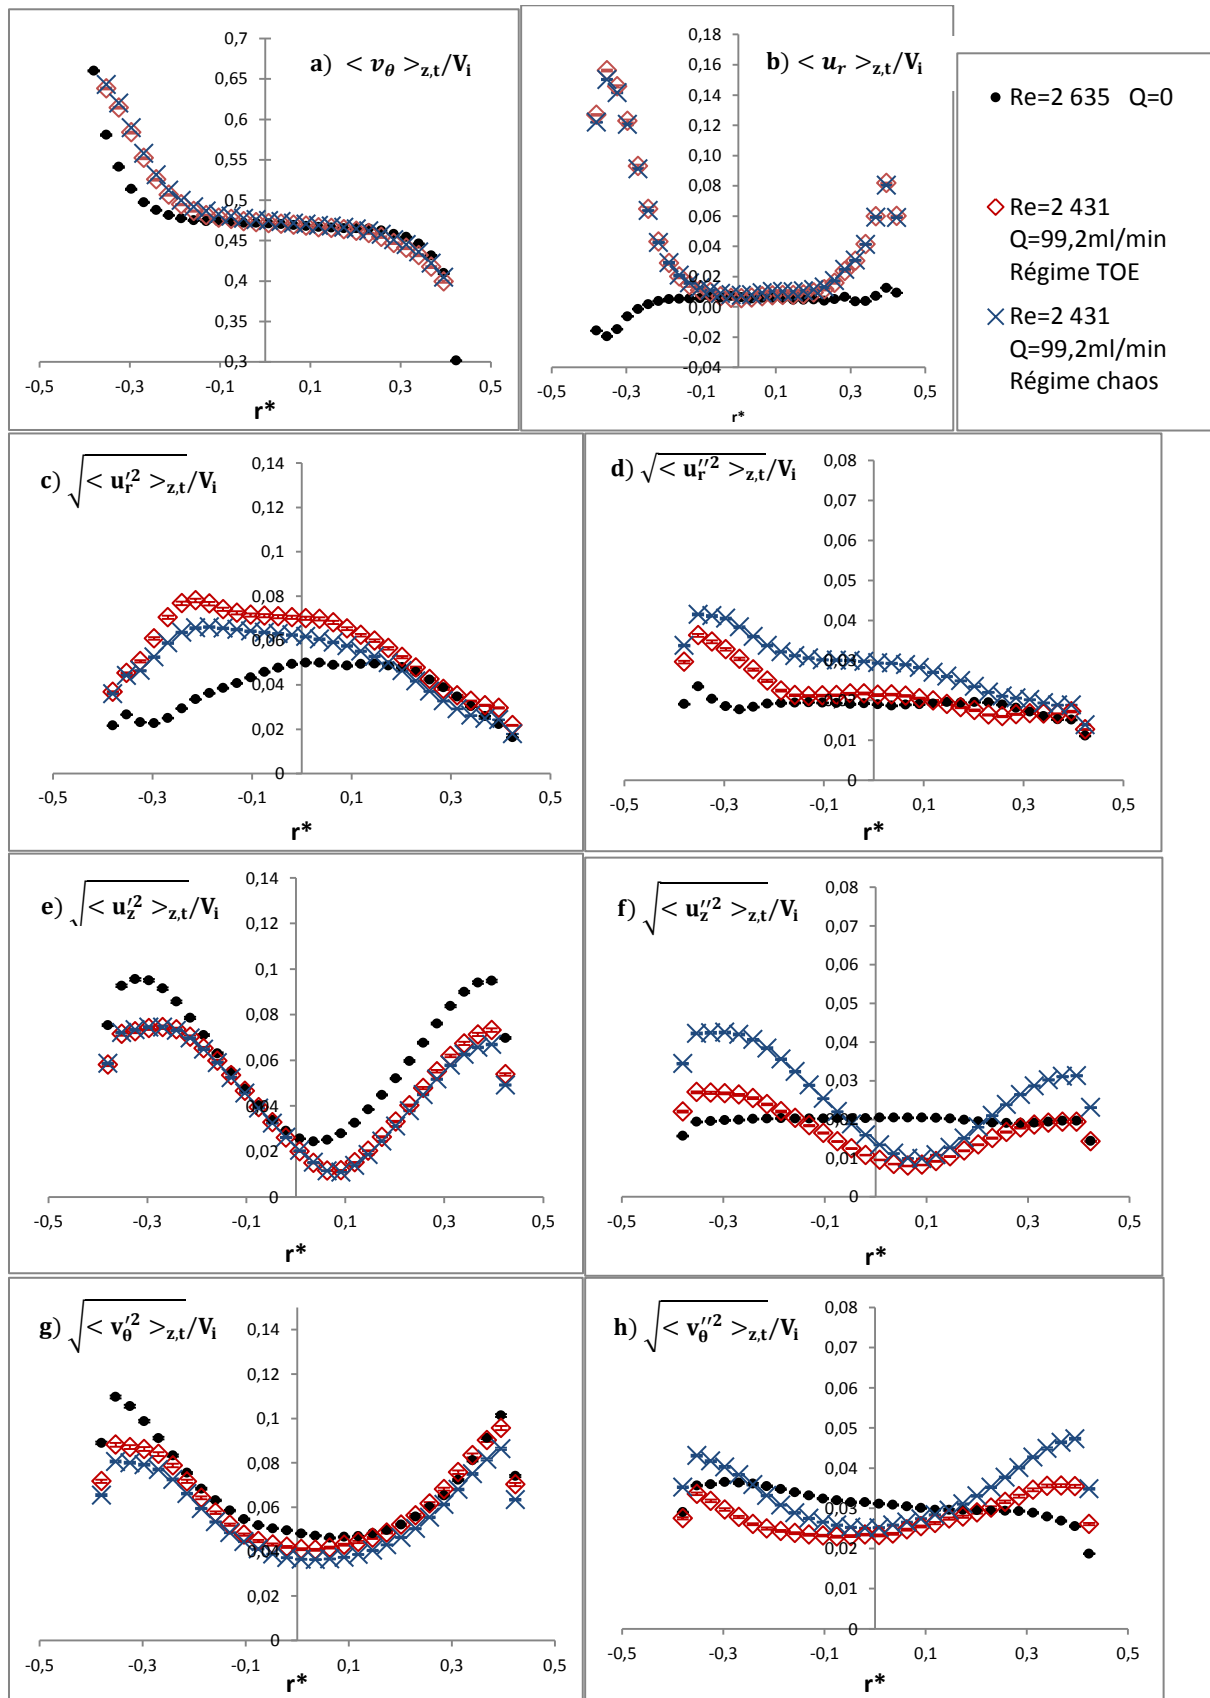 a) < v_θ >_z,t/V_i
0,7
0,65
0,6
0,55
0,5
0,45
0,4
0,35
0,3
-0,5 -0,3 -0,1 0,1 0,3 0,5
r*
b) < u_r >_z,t/V_i
0,18
0,16
0,14
0,12
0,10
0,08
0,06
0,04
0,02
0,00
-0,02
-0,04
-0,5 -0,3 -0,1 0,1 0,3 0,5
r*
Re=2 635 Q=0
Re=2 431
Q=99,2ml/min
Régime TOE
Re=2 431
Q=99,2ml/min
Régime chaos
c) √< u_r′² >_z,t/V_i
0,14
0,12
0,1
0,08
0,06
0,04
0,02
0
-0,5 -0,3 -0,1 0,1 0,3 0,5
r*
d) √< u_r″² >_z,t/V_i
0,08
0,07
0,06
0,05
0,04
0,03
0,02
0,01
0
-0,5 -0,3 -0,1 0,1 0,3 0,5
r*
e) √< u_z′² >_z,t/V_i
0,14
0,12
0,1
0,08
0,06
0,04
0,02
0
-0,5 -0,3 -0,1 0,1 0,3 0,5
r*
f) √< u_z″² >_z,t/V_i
0,08
0,07
0,06
0,05
0,04
0,03
0,02
0,01
0
-0,5 -0,3 -0,1 0,1 0,3 0,5
r*
g) √< v_θ′² >_z,t/V_i
0,14
0,12
0,1
0,08
0,06
0,04
0,02
0
-0,5 -0,3 -0,1 0,1 0,3 0,5
r*
h) √< v_θ″² >_z,t/V_i
0,08
0,07
0,06
0,05
0,04
0,03
0,02
0,01
0
-0,5 -0,3 -0,1 0,1 0,3 0,5
r*